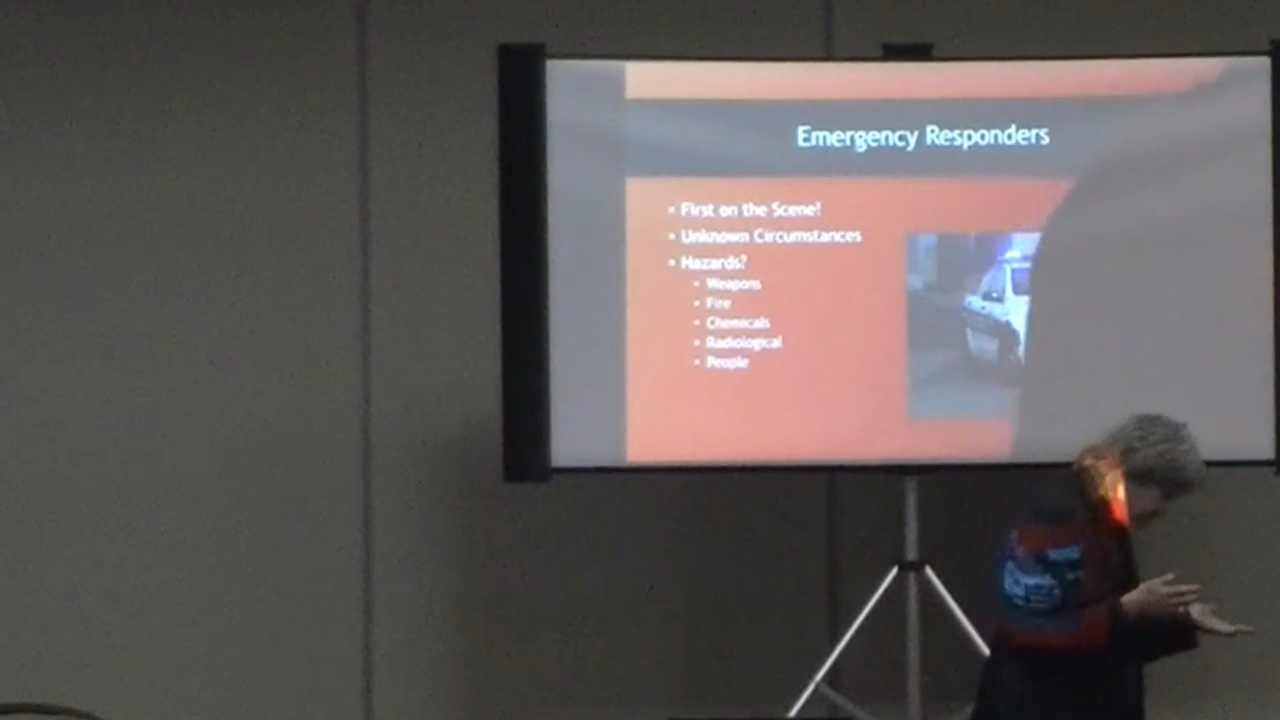 Emergency Responders
• First on the Scene!
• Unknown Circumstances
• Hazards?
• Weapons
• Fire
• Chemicals
• Radiological
• People